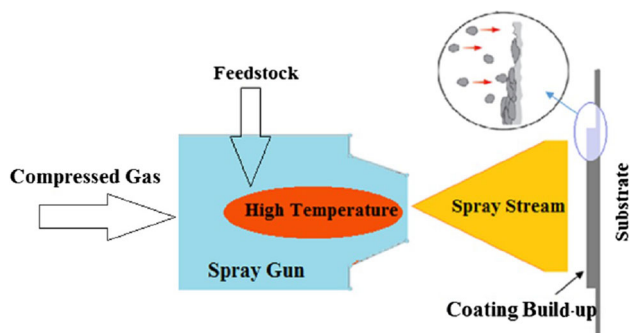 Feedstock
Compressed Gas
High Temperature
Spray Stream
Substrate
Spray Gun
Coating Build-up